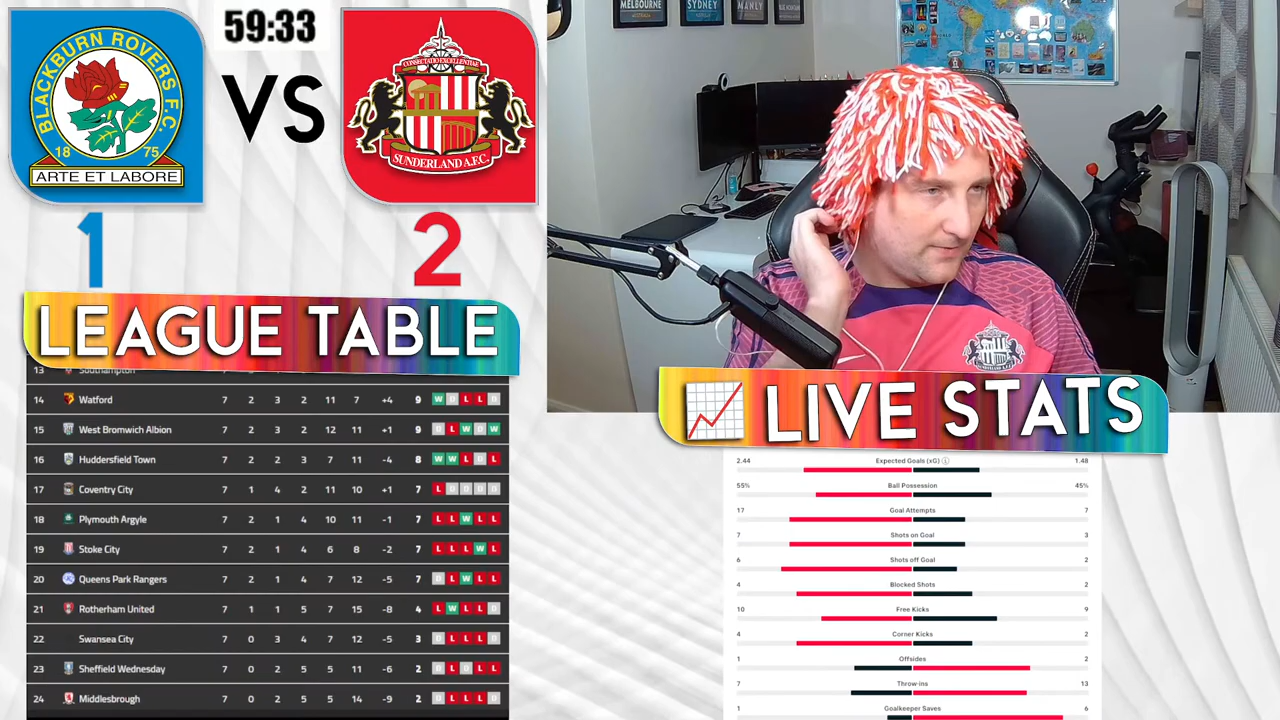 BLACKBURN ROVERS F.C.
18 75
ARTE ET LABORE
59:33
VS
CONSECTATIO EXCELLENTIAE
SUNDERLAND A.F.C.
1
2
MELBOURNE
SYDNEY
MANLY
BLUE MOUNTAINS
LEAGUE TABLE
13 Southampton
14 Watford 7 2 3 2 11 7 +4 9 W D L L D
15 West Bromwich Albion 7 2 3 2 12 11 +1 9 D L W D W
16 Huddersfield Town 7 2 2 3 7 11 -4 8 W W L D L
17 Coventry City 7 1 4 2 11 10 +1 7 L D D D D
18 Plymouth Argyle 7 2 1 4 10 11 -1 7 L L W L L
19 Stoke City 7 2 1 4 6 8 -2 7 L L L W L
20 Queens Park Rangers 7 2 1 4 7 12 -5 7 D L W L L
21 Rotherham United 7 1 1 5 7 15 -8 4 L W L L D
22 Swansea City 7 0 3 4 7 12 -5 3 D L L L D
23 Sheffield Wednesday 7 0 2 5 5 11 -6 2 D L D L L
24 Middlesbrough 7 0 2 5 5 14 -9 2 D L L L D
SUNDERLAND A.F.C.
LIVE STATS
2.44 Expected Goals (xG) 1.48
55% Ball Possession 45%
17 Goal Attempts 7
7 Shots on Goal 3
6 Shots off Goal 2
4 Blocked Shots 2
10 Free Kicks 9
4 Corner Kicks 2
1 Offsides 2
7 Throw-ins 13
1 Goalkeeper Saves 6